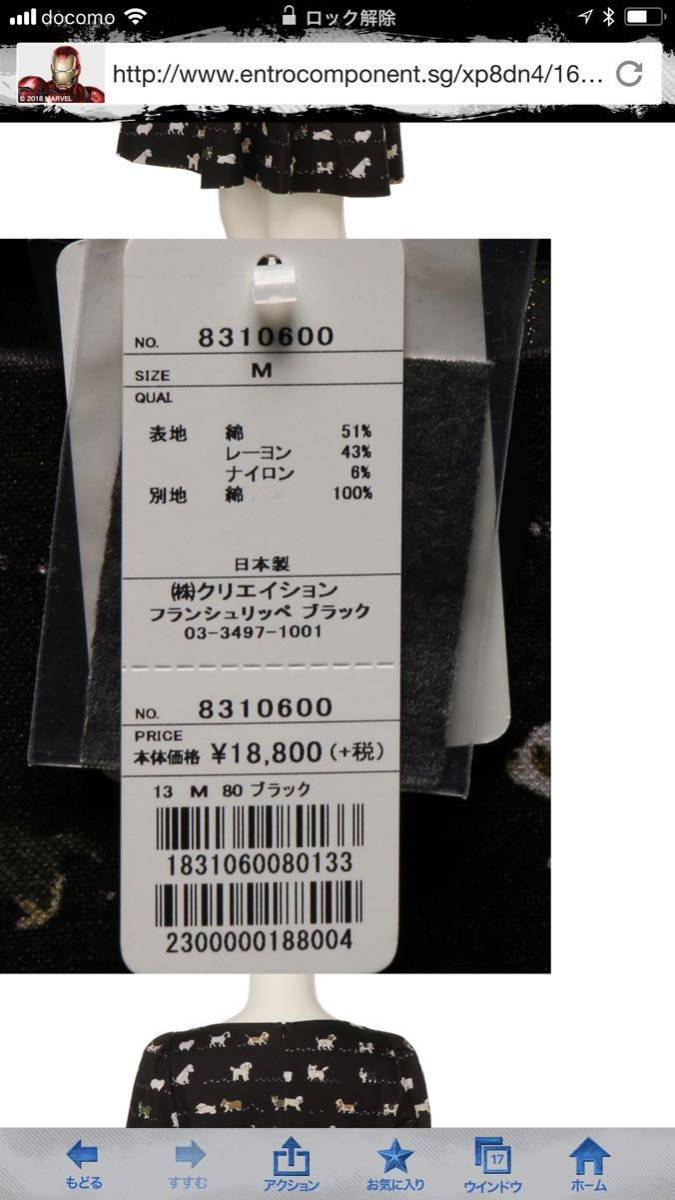 docomo ロック解除
© 2018 MARVEL
http://www.entrocomponent.sg/xp8dn4/16...
NO. 8310600
SIZE M
QUAL
表地 綿 51%
レーヨン 43%
ナイロン 6%
別地 綿 100%
日本製
㈱クリエイション
フランシュリッペ ブラック
03-3497-1001
NO. 8310600
PRICE
本体価格 ¥18,800(+税)
13 M 80 ブラック
1831060080133
2300000188004
17
もどる すすむ アクション お気に入り ウインドウ ホーム